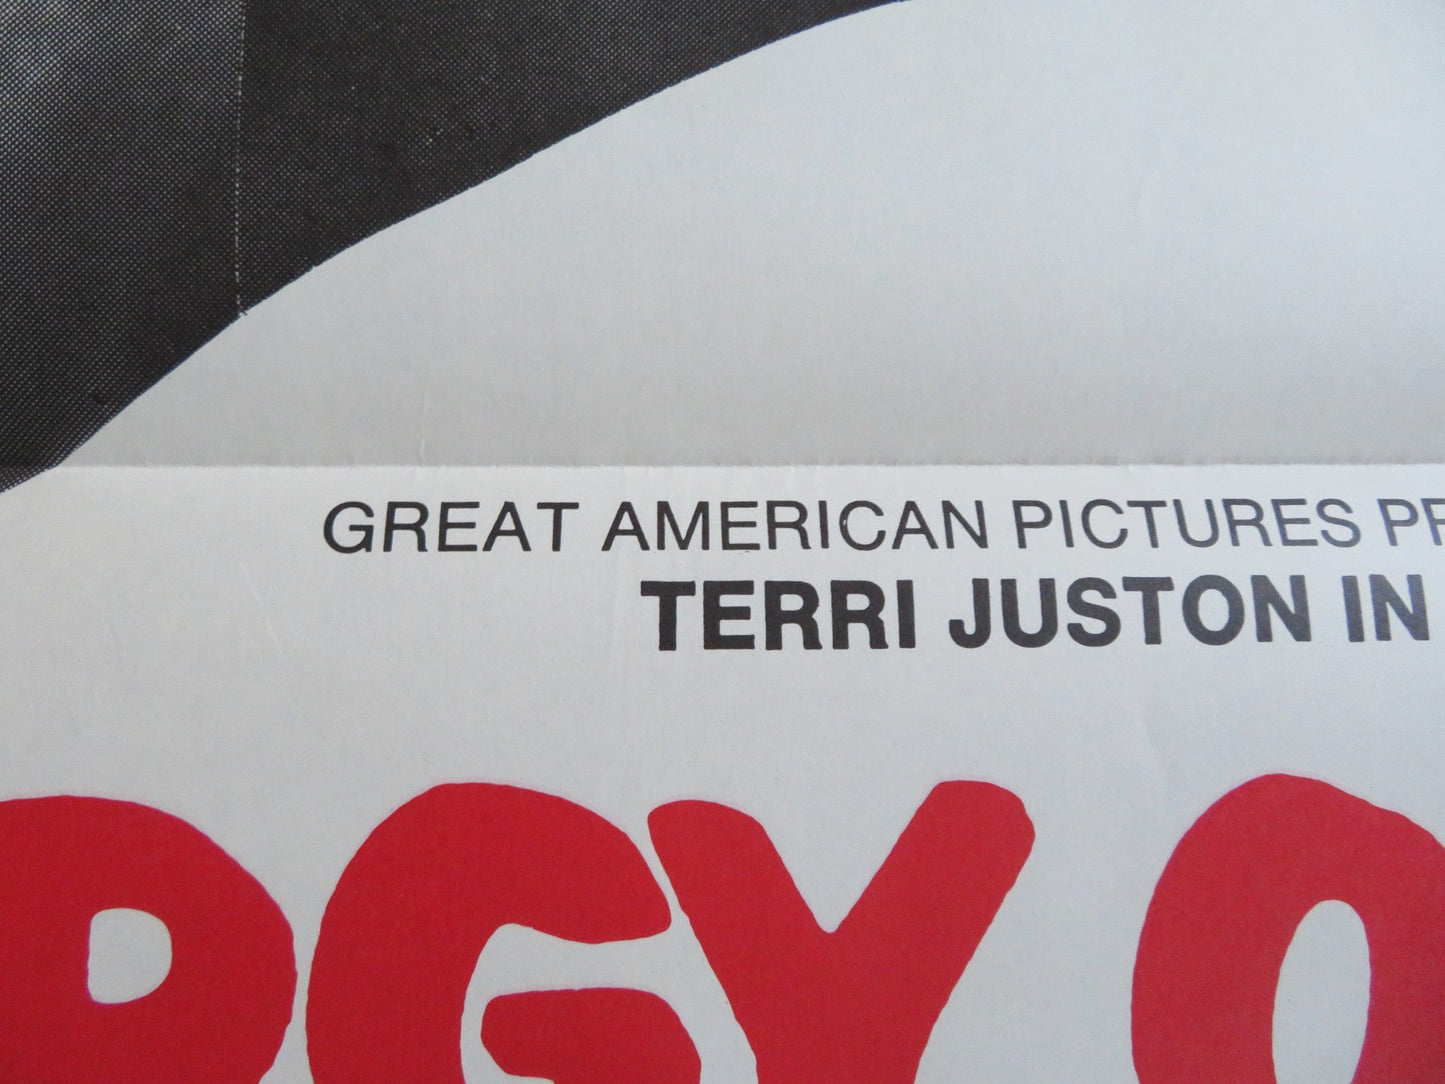 GREAT AMERICAN PICTURES PR
TERRI JUSTON IN
RGY O